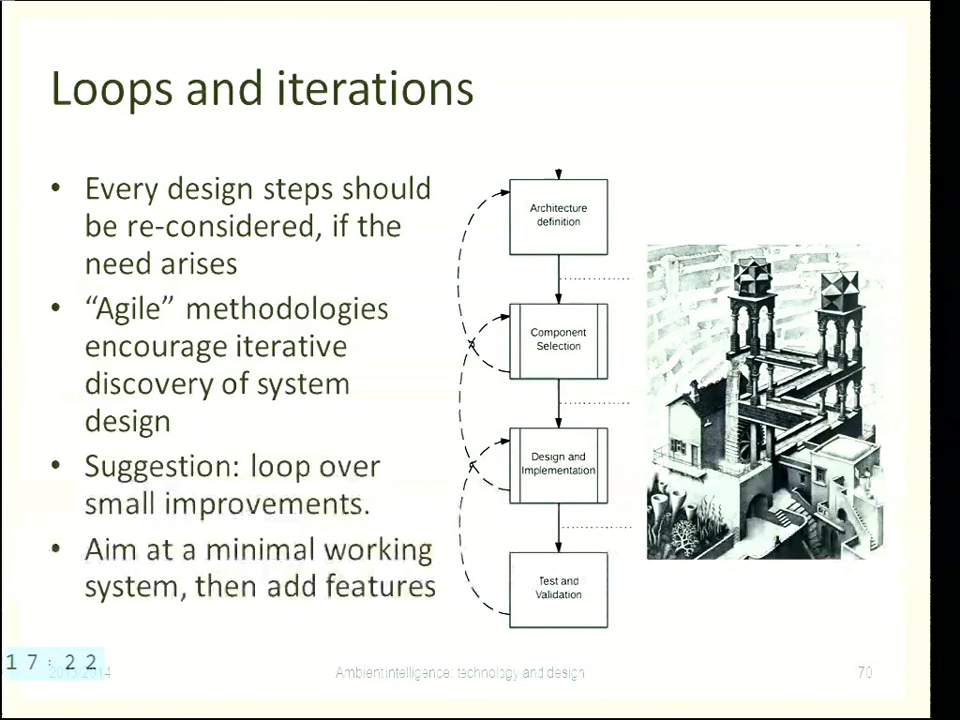 Loops and iterations
• Every design steps should
be re-considered, if the
need arises
• “Agile” methodologies
encourage iterative
discovery of system
design
• Suggestion: loop over
small improvements.
• Aim at a minimal working
system, then add features
Architecture
definition
Component
Selection
Design and
Implementation
Test and
Validation
17:22
2013/2014
Ambient intelligence: technology and design
70